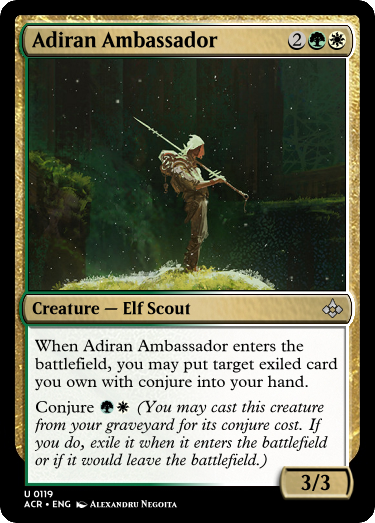 Adiran Ambassador 2
Creature — Elf Scout
When Adiran Ambassador enters the
battlefield, you may put target exiled card
you own with conjure into your hand.
Conjure (You may cast this creature
from your graveyard for its conjure cost. If
you do, exile it when it enters the battlefield
or if it would leave the battlefield.)
3/3
U 0119
ACR • ENG Alexandru Negoita